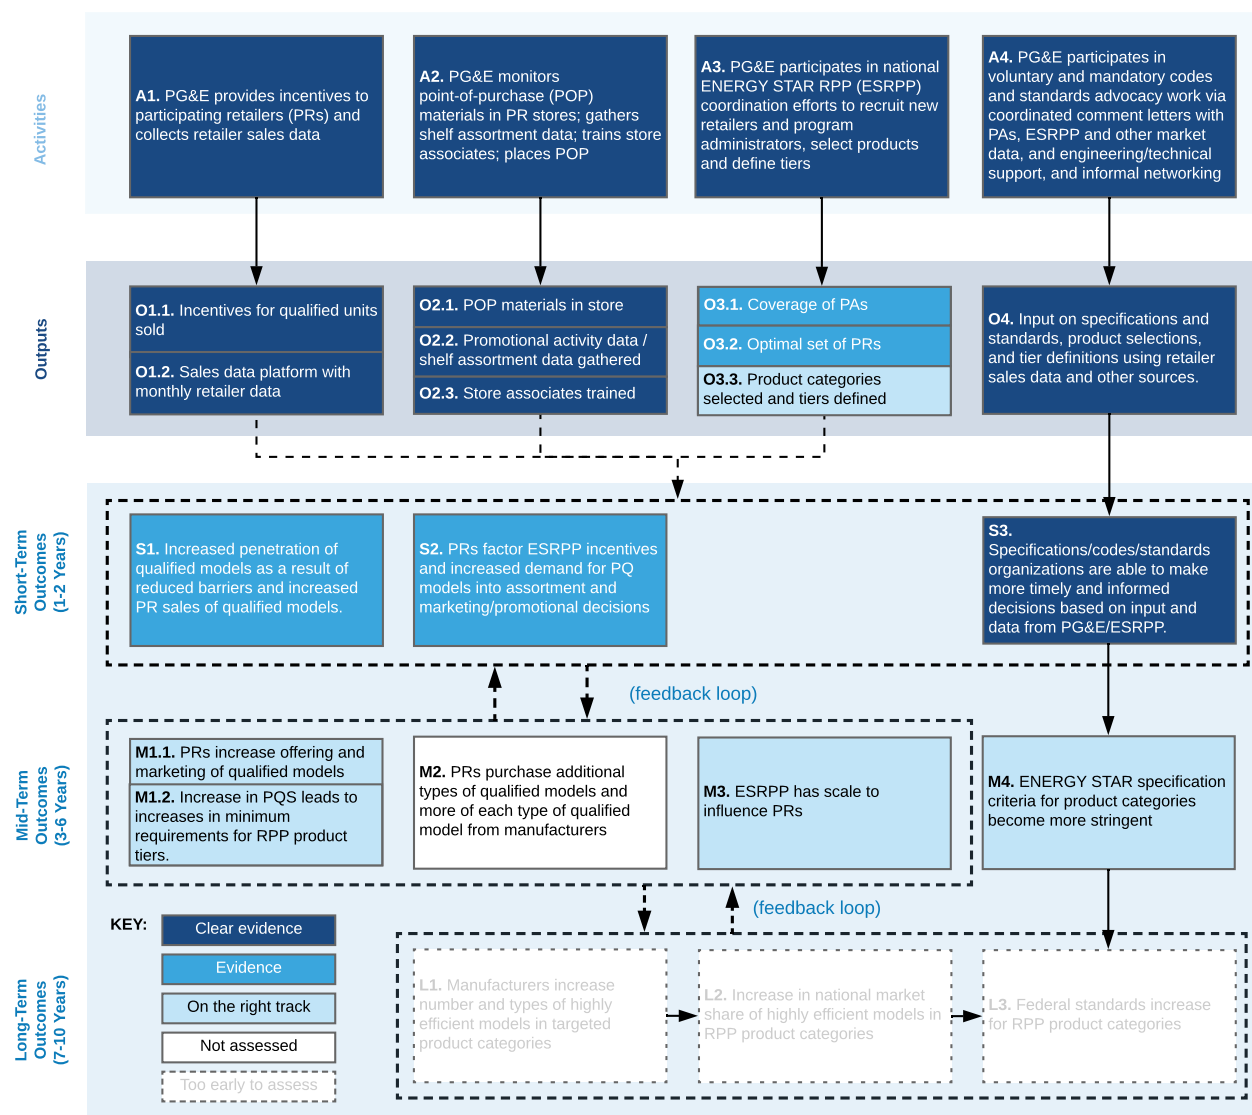 Activities
A1. PG&E provides incentives to
participating retailers (PRs) and
collects retailer sales data
A2. PG&E monitors
point-of-purchase (POP)
materials in PR stores; gathers
shelf assortment data; trains store
associates; places POP
A3. PG&E participates in national
ENERGY STAR RPP (ESRPP)
coordination efforts to recruit new
retailers and program
administrators, select products
and define tiers
A4. PG&E participates in
voluntary and mandatory codes
and standards advocacy work via
coordinated comment letters with
PAs, ESRPP and other market
data, and engineering/technical
support, and informal networking
Outputs
O1.1. Incentives for qualified units
sold
O1.2. Sales data platform with
monthly retailer data
O2.1. POP materials in store
O2.2. Promotional activity data /
shelf assortment data gathered
O2.3. Store associates trained
O3.1. Coverage of PAs
O3.2. Optimal set of PRs
O3.3. Product categories
selected and tiers defined
O4. Input on specifications and
standards, product selections,
and tier definitions using retailer
sales data and other sources.
Short-Term
Outcomes
(1-2 Years)
S1. Increased penetration of
qualified models as a result of
reduced barriers and increased
PR sales of qualified models.
S2. PRs factor ESRPP incentives
and increased demand for PQ
models into assortment and
marketing/promotional decisions
S3.
Specifications/codes/standards
organizations are able to make
more timely and informed
decisions based on input and
data from PG&E/ESRPP.
(feedback loop)
Mid-Term
Outcomes
(3-6 Years)
M1.1. PRs increase offering and
marketing of qualified models
M1.2. Increase in PQS leads to
increases in minimum
requirements for RPP product
tiers.
M2. PRs purchase additional
types of qualified models and
more of each type of qualified
model from manufacturers
M3. ESRPP has scale to
influence PRs
M4. ENERGY STAR specification
criteria for product categories
become more stringent
(feedback loop)
KEY:
Clear evidence
Evidence
On the right track
Not assessed
Too early to assess
Long-Term
Outcomes
(7-10 Years)
L1. Manufacturers increase
number and types of highly
efficient models in targeted
product categories
L2. Increase in national market
share of highly efficient models in
RPP product categories
L3. Federal standards increase
for RPP product categories